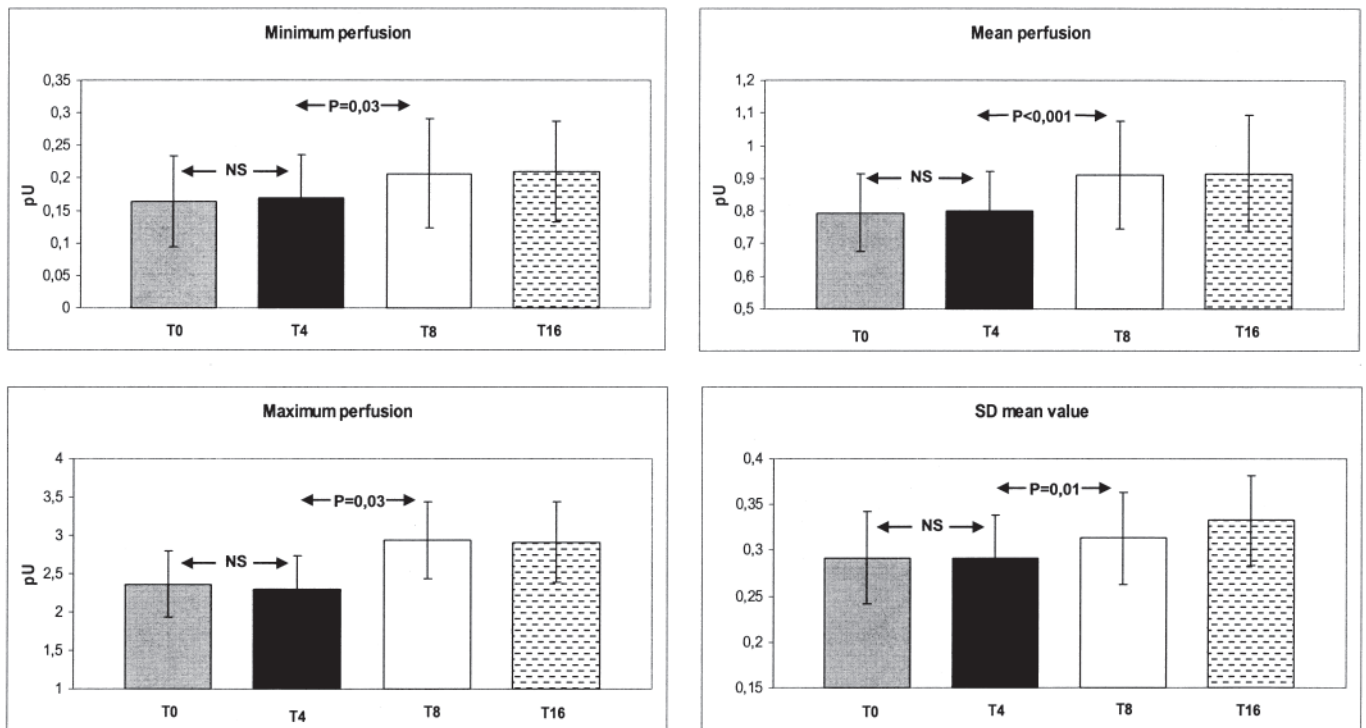 Minimum perfusion
0,35
0,3
0,25
0,2
0,15
0,1
0,05
0
pU
P=0,03
NS
T0 T4 T8 T16
Mean perfusion
1,2
1,1
1
0,9
0,8
0,7
0,6
0,5
pU
P<0,001
NS
T0 T4 T8 T16
Maximum perfusion
4
3,5
3
2,5
2
1,5
1
pU
P=0,03
NS
T0 T4 T8 T16
SD mean value
0,4
0,35
0,3
0,25
0,2
0,15
P=0,01
NS
T0 T4 T8 T16